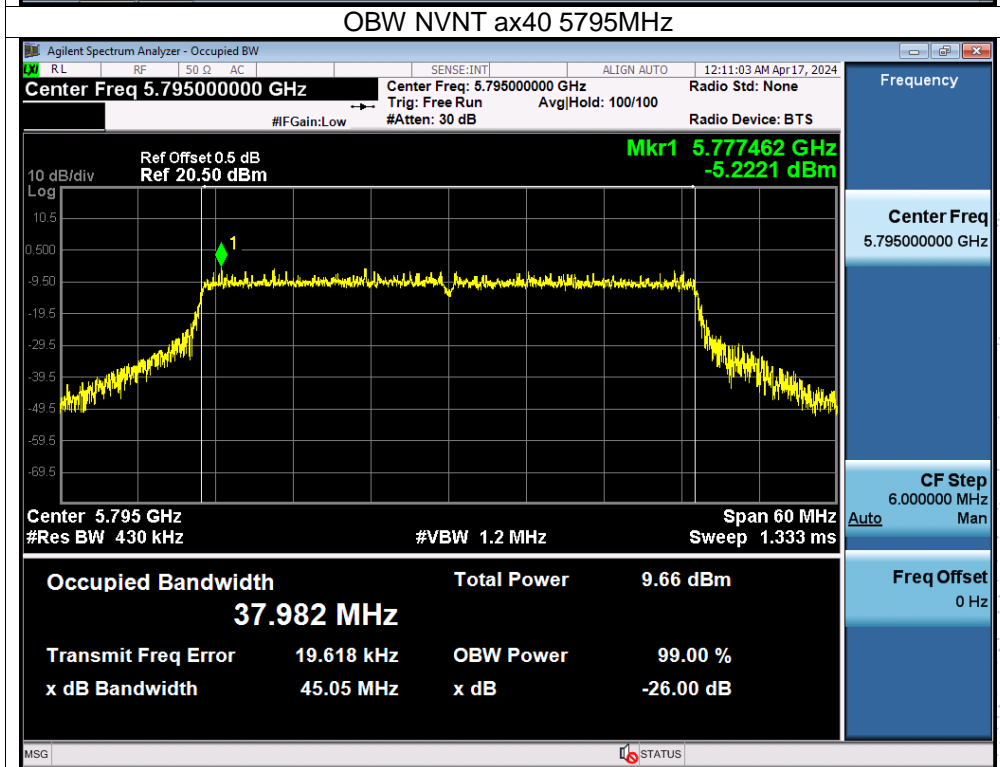 OBW NVNT ax40 5795MHz
Agilent Spectrum Analyzer - Occupied BW
LXI RL RF 50 Ω AC SENSE:INT ALIGN AUTO 12:11:03 AM Apr 17, 2024
Center Freq 5.795000000 GHz
Center Freq: 5.795000000 GHz Radio Std: None
Trig: Free Run Avg|Hold: 100/100
#IFGain:Low #Atten: 30 dB Radio Device: BTS
Mkr1 5.777462 GHz
-5.2221 dBm
Ref Offset 0.5 dB
10 dB/div Ref 20.50 dBm
Log
10.5
0.500
-9.50
-19.5
-29.5
-39.5
-49.5
-59.5
-69.5
1
Center 5.795 GHz Span 60 MHz
#Res BW 430 kHz #VBW 1.2 MHz Sweep 1.333 ms
Occupied Bandwidth Total Power 9.66 dBm
37.982 MHz
Transmit Freq Error 19.618 kHz OBW Power 99.00 %
x dB Bandwidth 45.05 MHz x dB -26.00 dB
Frequency
Center Freq
5.795000000 GHz
CF Step
6.000000 MHz
Auto Man
Freq Offset
0 Hz
MSG STATUS